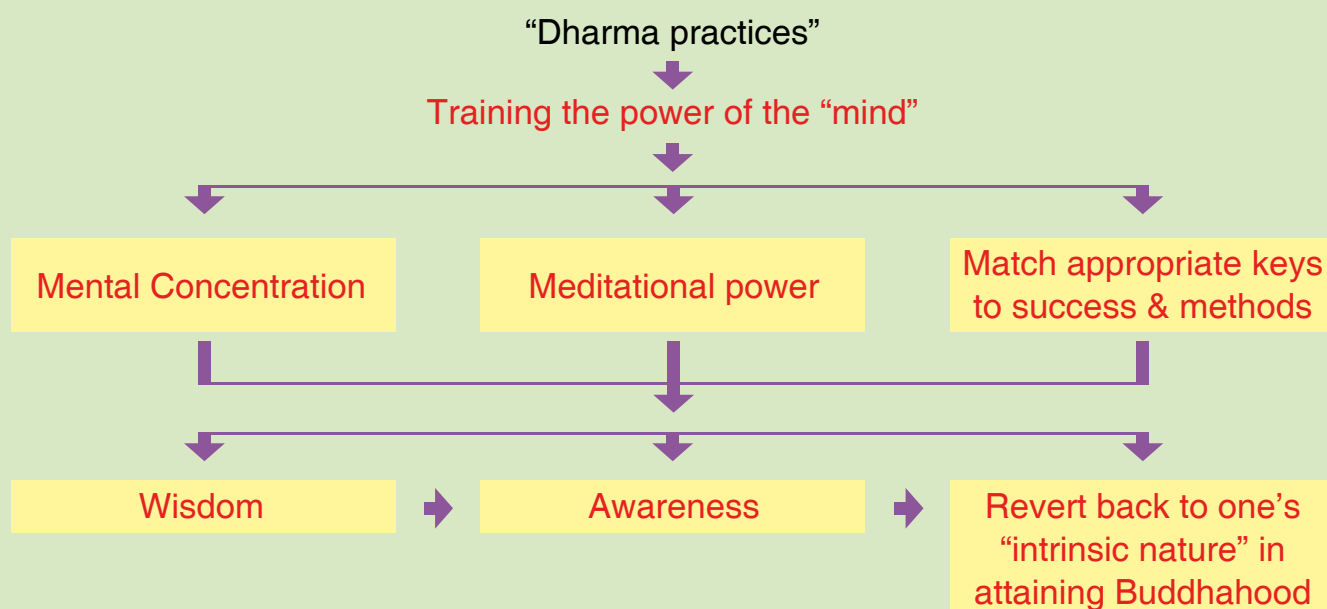 “Dharma practices”
Training the power of the “mind”
Mental Concentration
Meditational power
Match appropriate keys
to success & methods
Wisdom
Awareness
Revert back to one’s
“intrinsic nature” in
attaining Buddhahood